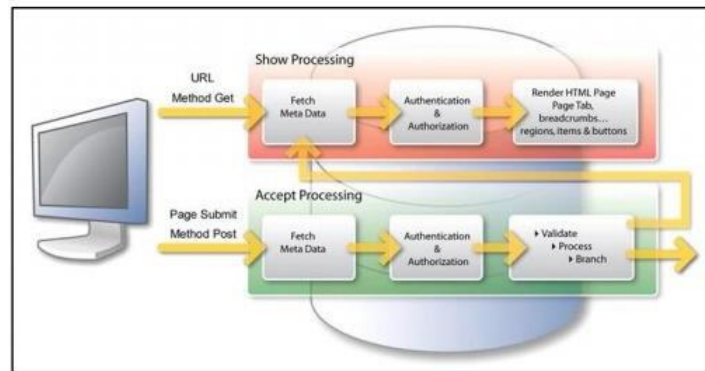 Show Processing
URL
Method Get
Fetch
Meta Data
Authentication
&
Authorization
Render HTML Page
Page Tab,
breadcrumbs...
regions, items & buttons
Accept Processing
Page Submit
Method Post
Fetch
Meta Data
Authentication
&
Authorization
Validate
Process
Branch